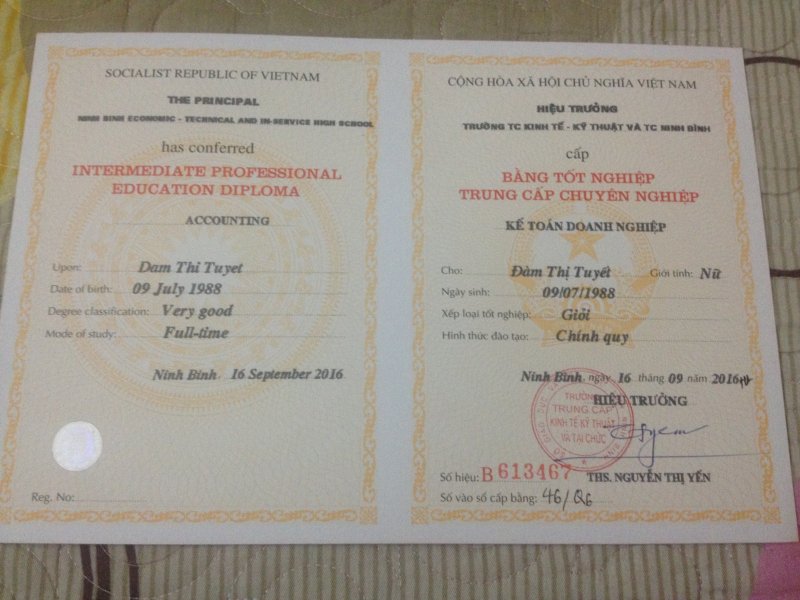 SOCIALIST REPUBLIC OF VIETNAM
THE PRINCIPAL
NINH BINH ECONOMIC - TECHNICAL AND IN-SERVICE HIGH SCHOOL
has conferred
INTERMEDIATE PROFESSIONAL
EDUCATION DIPLOMA
ACCOUNTING
Upon: Dam Thi Tuyet
Date of birth: 09 July 1988
Degree classification: Very good
Mode of study: Full-time
Ninh Binh, 16 September 2016
Reg. No:
CỘNG HÒA XÃ HỘI CHỦ NGHĨA VIỆT NAM
HIỆU TRƯỞNG
TRƯỜNG TC KINH TẾ - KỸ THUẬT VÀ TC NINH BÌNH
cấp
BẰNG TỐT NGHIỆP
TRUNG CẤP CHUYÊN NGHIỆP
KẾ TOÁN DOANH NGHIỆP
Cho: Đàm Thị Tuyết Giới tính: Nữ
Ngày sinh: 09/07/1988
Xếp loại tốt nghiệp: Giỏi
Hình thức đào tạo: Chính quy
Ninh Bình, ngày 16 tháng 09 năm 2016
HIỆU TRƯỞNG
TRƯỜNG
TRUNG CẤP
KINH TẾ KỸ THUẬT
VÀ TẠI CHỨC
Số hiệu: B 613467 THS. NGUYỄN THỊ YẾN
Số vào sổ cấp bằng: 46/Q6